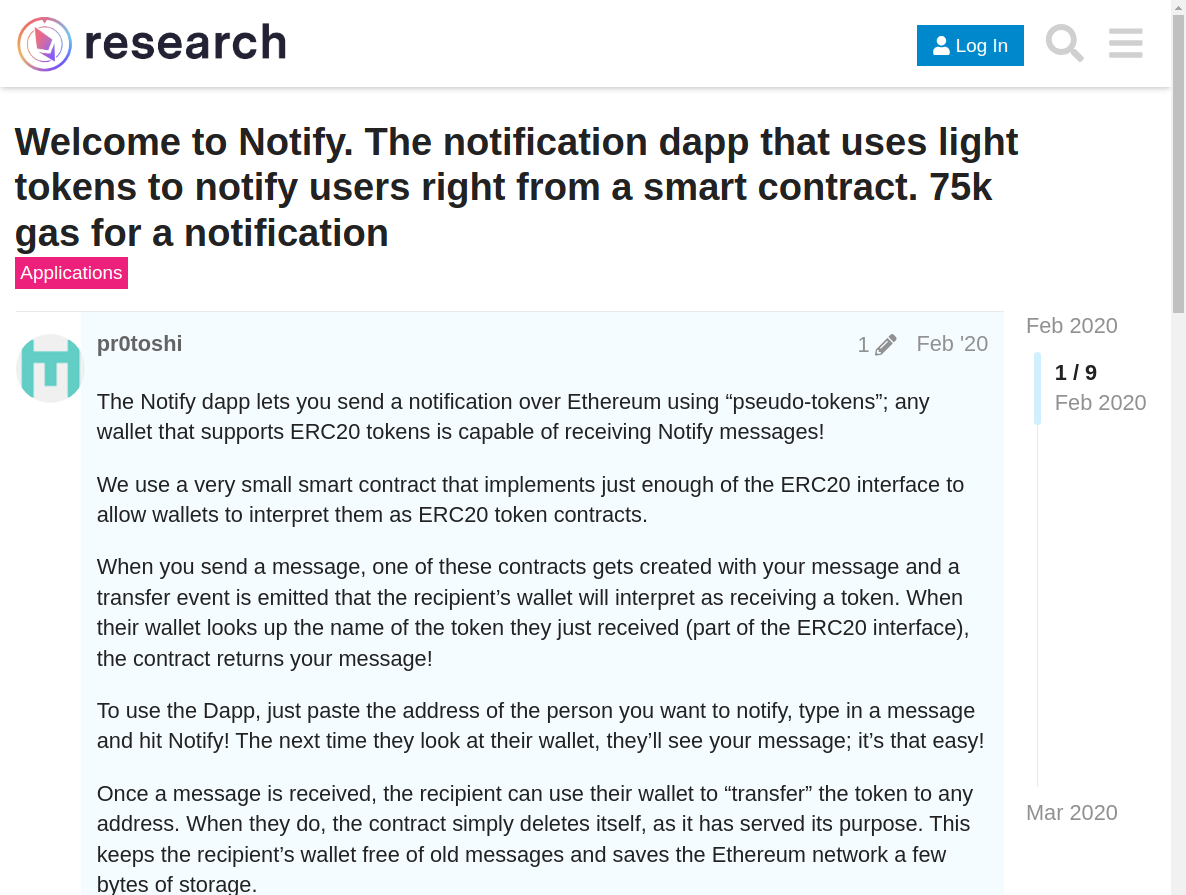 research
Log In
Welcome to Notify. The notification dapp that uses light
tokens to notify users right from a smart contract. 75k
gas for a notification
Applications
pr0toshi
1
Feb '20
The Notify dapp lets you send a notification over Ethereum using “pseudo-tokens”; any
wallet that supports ERC20 tokens is capable of receiving Notify messages!
We use a very small smart contract that implements just enough of the ERC20 interface to
allow wallets to interpret them as ERC20 token contracts.
When you send a message, one of these contracts gets created with your message and a
transfer event is emitted that the recipient’s wallet will interpret as receiving a token. When
their wallet looks up the name of the token they just received (part of the ERC20 interface),
the contract returns your message!
To use the Dapp, just paste the address of the person you want to notify, type in a message
and hit Notify! The next time they look at their wallet, they’ll see your message; it’s that easy!
Once a message is received, the recipient can use their wallet to “transfer” the token to any
address. When they do, the contract simply deletes itself, as it has served its purpose. This
keeps the recipient’s wallet free of old messages and saves the Ethereum network a few
bytes of storage.
Feb 2020
1 / 9
Feb 2020
Mar 2020